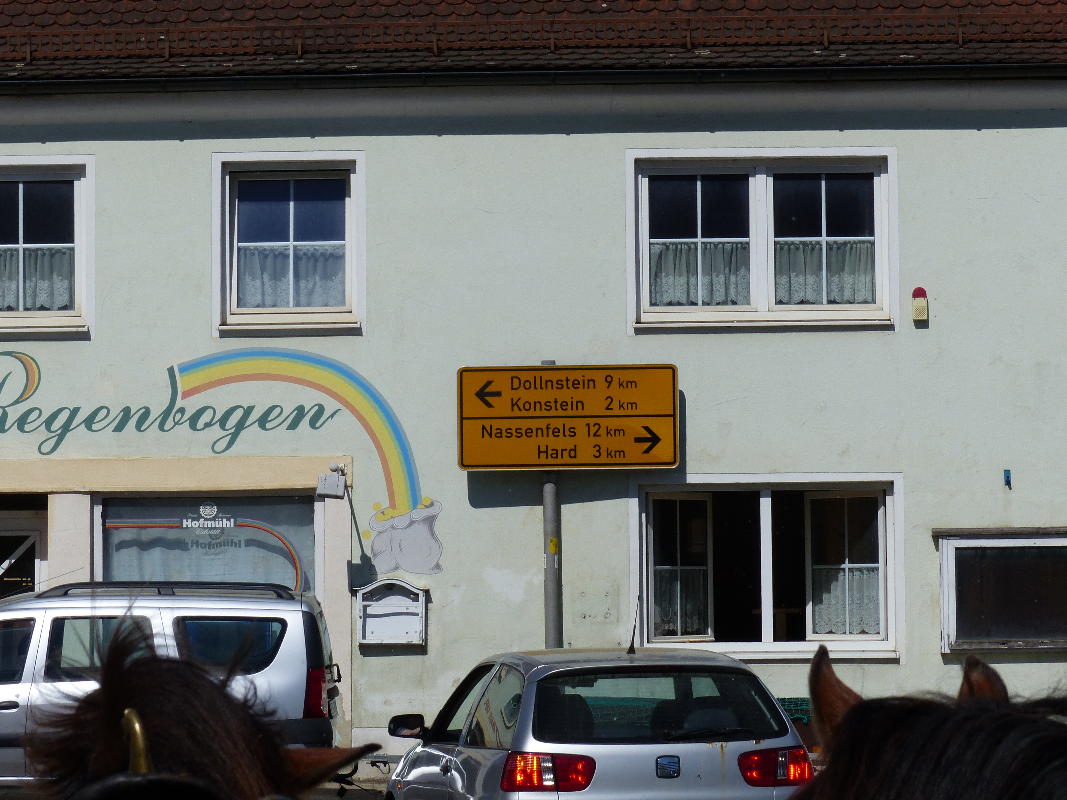 Regenbogen
Dollnstein 9 km
Konstein 2 km
Nassenfels 12 km
Hard 3 km
Hofmühl
Hofmühl